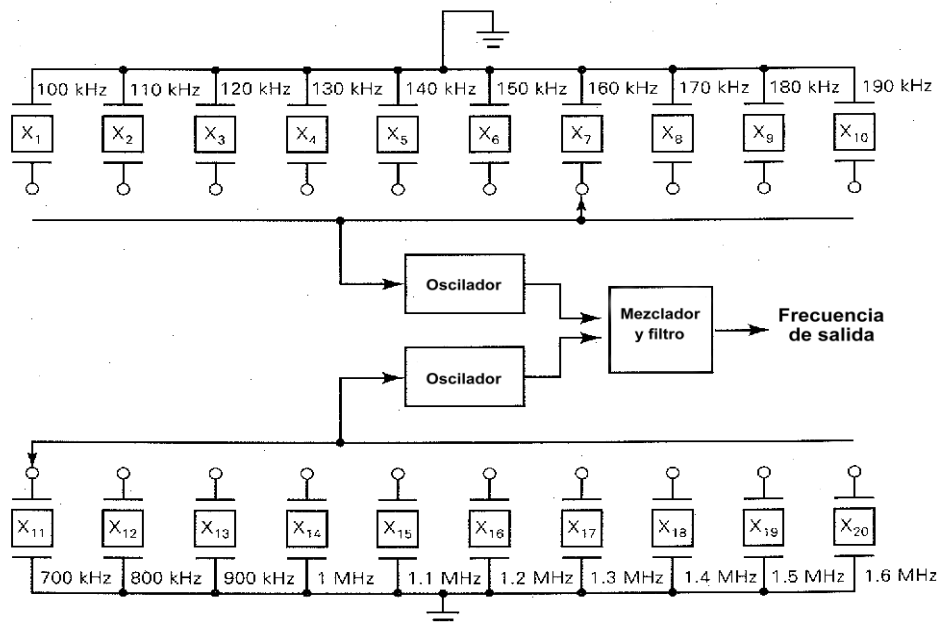 100 kHz 110 kHz 120 kHz 130 kHz 140 kHz 150 kHz 160 kHz 170 kHz 180 kHz 190 kHz
X1 X2 X3 X4 X5 X6 X7 X8 X9 X10
Oscilador
Mezclador
y filtro
Frecuencia
de salida
Oscilador
X11 X12 X13 X14 X15 X16 X17 X18 X19 X20
700 kHz 800 kHz 900 kHz 1 MHz 1.1 MHz 1.2 MHz 1.3 MHz 1.4 MHz 1.5 MHz 1.6 MHz